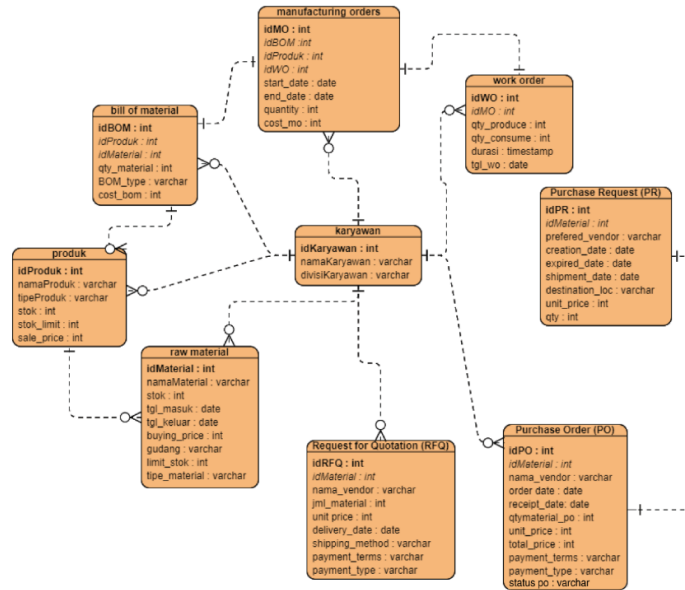 manufacturing orders
idMO : int
idBOM :int
idProduk : int
idWO : int
start_date : date
end_date : date
quantity : int
cost_mo : int
work order
idWO : int
idMO : int
qty_produce : int
qty_consume : int
durasi : timestamp
tgl_wo : date
bill of material
idBOM : int
idProduk : int
idMaterial : int
qty_material : int
BOM_type : varchar
cost_bom : int
Purchase Request (PR)
idPR : int
idMaterial : int
prefered_vendor : varchar
creation_date : date
expired_date : date
shipment_date : date
destination_loc : varchar
unit_price : int
qty : int
karyawan
idKaryawan : int
namaKaryawan : varchar
divisiKaryawan : varchar
produk
idProduk : int
namaProduk : varchar
tipeProduk : varchar
stok : int
stok_limit : int
sale_price : int
raw material
idMaterial : int
namaMaterial : varchar
stok : int
tgl_masuk : date
tgl_keluar : date
buying_price : int
gudang : varchar
limit_stok : int
tipe_material : varchar
Request for Quotation (RFQ)
idRFQ : int
idMaterial : int
nama_vendor : varchar
jml_material : int
unit price : int
delivery_date : date
shipping_method : varchar
payment_terms : varchar
payment_type : varchar
Purchase Order (PO)
idPO : int
idMaterial : int
nama_vendor : varchar
order date : date
receipt_date: date
qtymaterial_po : int
unit_price : int
total_price : int
payment_terms : varchar
payment_type : varchar
status po : varchar